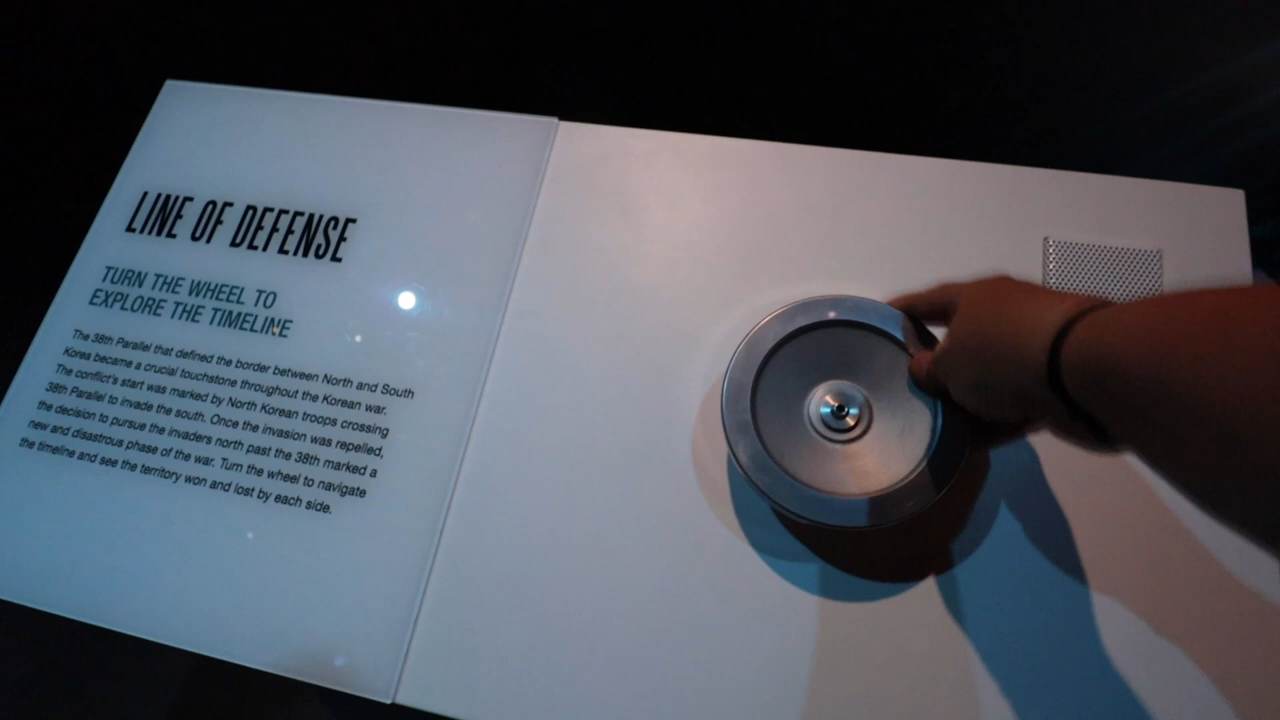 LINE OF DEFENSE
TURN THE WHEEL TO
EXPLORE THE TIMELINE
The 38th Parallel that defined the border between North and South
Korea became a crucial touchstone throughout the Korean war.
The conflict's start was marked by North Korean troops crossing
38th Parallel to invade the south. Once the invasion was repelled,
the decision to pursue the invaders north past the 38th marked a
new and disastrous phase of the war. Turn the wheel to navigate
the timeline and see the territory won and lost by each side.